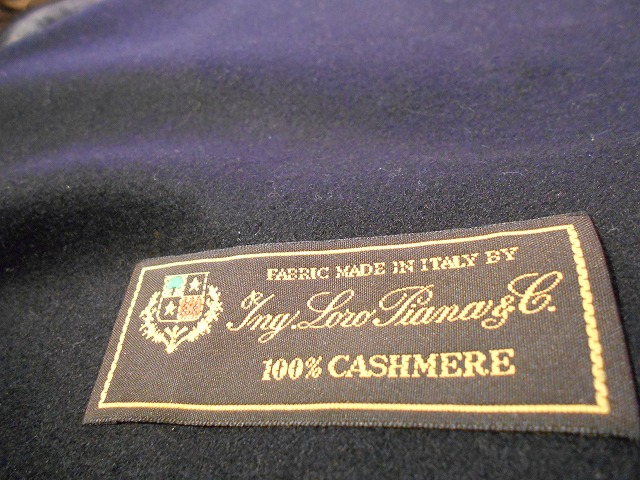 FABRIC MADE IN ITALY BY
Ing. Loro Piana & C.
100% CASHMERE